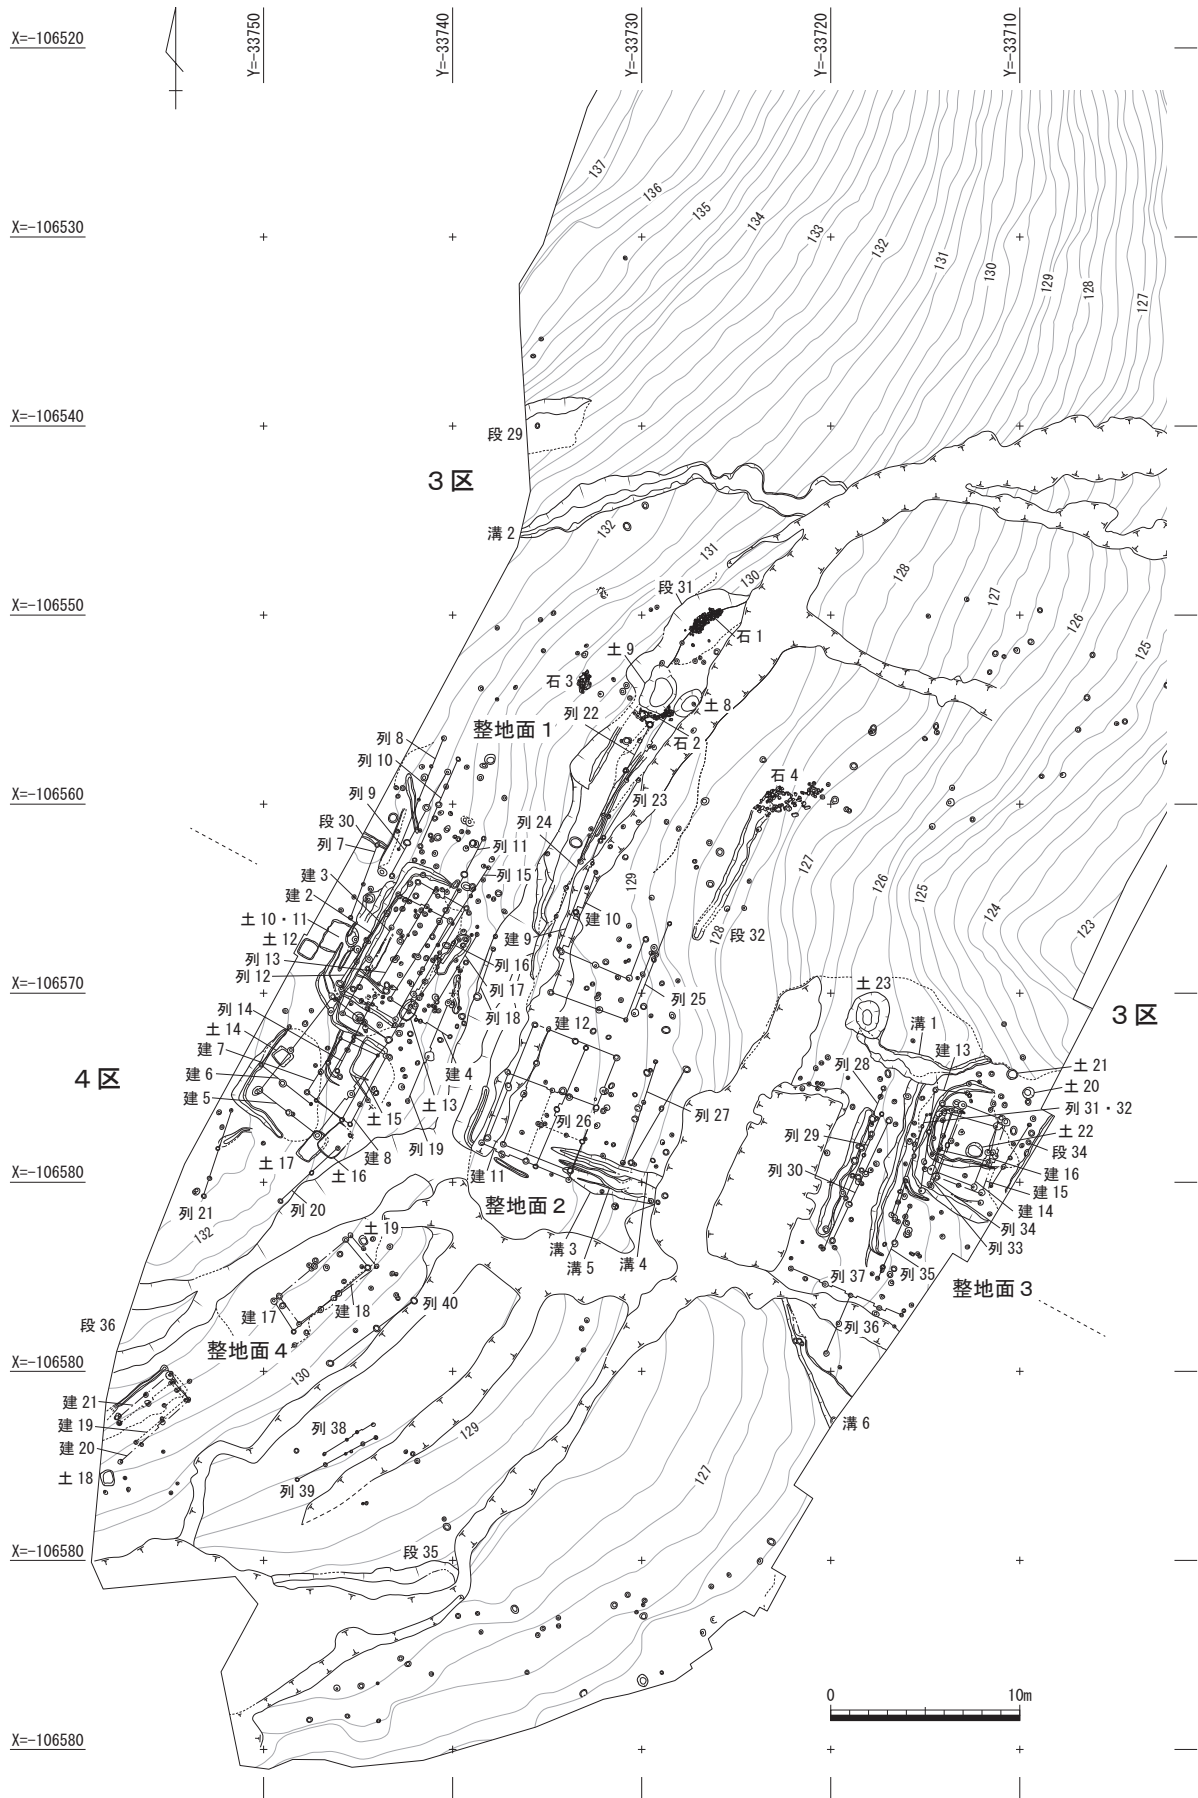 Y=-33750
Y=-33740
Y=-33730
Y=-33720
Y=-33710
X=-106520
137
136
135
134
133
132
131
130
129
128
127
X=-106530
X=-106540
段 29
3 区
溝 2
132
131
130
128
127
126
125
X=-106550
段 31
石 1
土 9
石 3
土 8
列 22
整地面 1
石 2
列 8
列 10
石 4
X=-106560
列 9
列 23
段 30
列 24
列 7
列 11
127
建 3
列 15
129
126
建 2
125
土 10・11
建 10
124
土 12
建 9
128
段 32
123
列 13
列 16
列 12
X=-106570
列 17
列 25
土 23
3 区
列 14
列 18
土 14
建 12
溝 1
建 13
建 7
列 28
土 21
4 区
建 6
建 4
土 20
建 5
土 13
列 27
列 31・32
土 15
列 26
列 29
土 22
列 19
段 34
土 17
建 8
建 11
列 30
建 16
X=-106580
土 16
建 15
列 21
列 20
整地面 2
建 14
132
列 34
列 33
土 19
溝 3
溝 4
溝 5
列 37
列 35
整地面 3
建 17
建 18
列 40
段 36
列 36
整地面 4
X=-106580
130
建 21
建 19
列 38
129
溝 6
建 20
127
土 18
列 39
X=-106580
段 35
0
10m
X=-106580